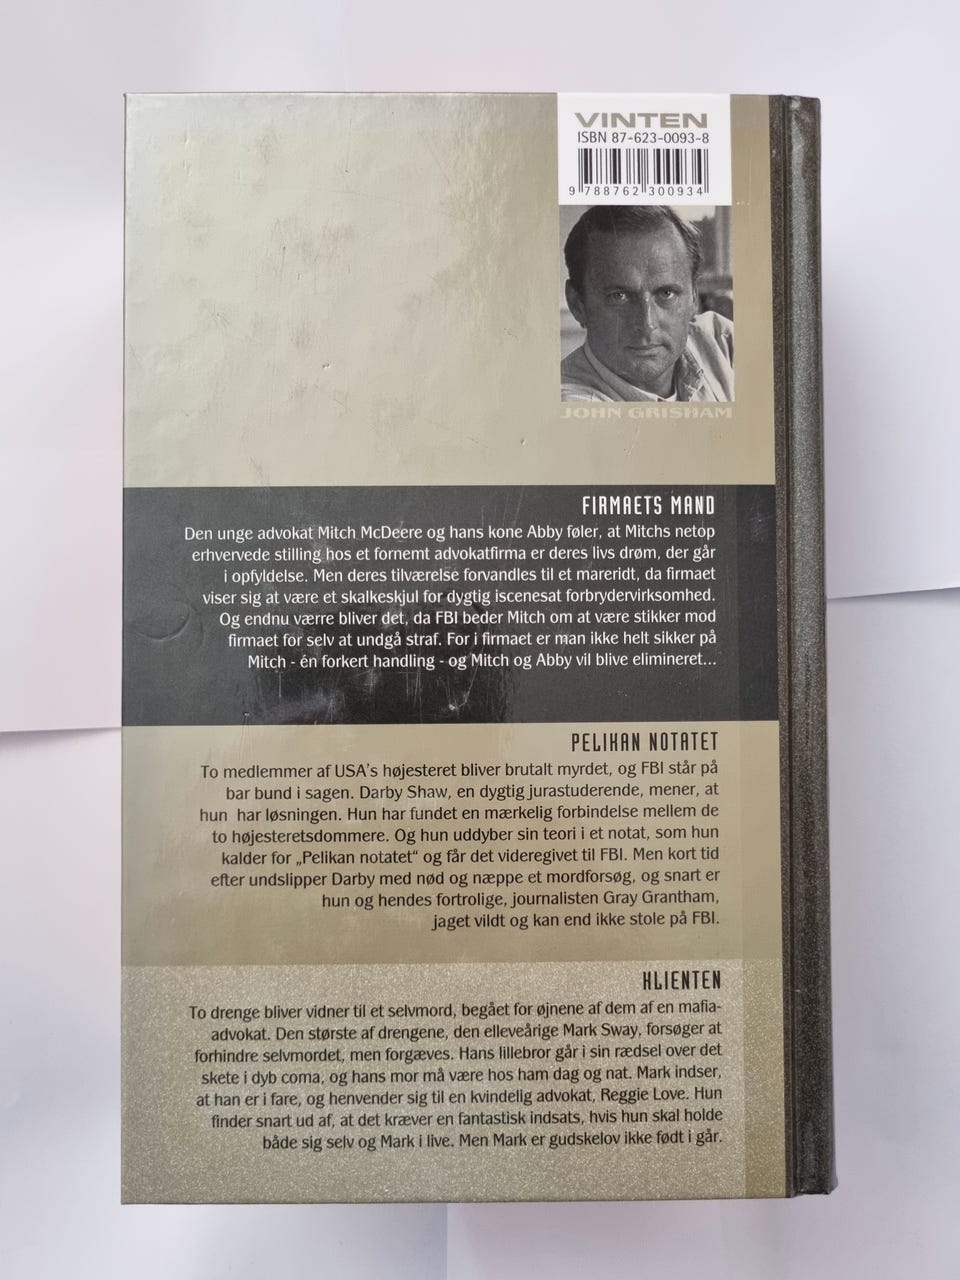 VINTEN
ISBN 87-623-0093-8
9 788762 300934
JOHN GRISHAM
FIRMAETS MAND
Den unge advokat Mitch McDeere og hans kone Abby føler, at Mitchs netop
erhvervede stilling hos et fornemt advokatfirma er deres livs drøm, der går
i opfyldelse. Men deres tilværelse forvandles til et mareridt, da firmaet
viser sig at være et skalkeskjul for dygtig iscenesat forbrydervirksomhed.
Og endnu værre bliver det, da FBI beder Mitch om at være stikker mod
firmaet for selv at undgå straf. For i firmaet er man ikke helt sikker på
Mitch - én forkert handling - og Mitch og Abby vil blive elimineret...
PELIKAN NOTATET
To medlemmer af USA's højesteret bliver brutalt myrdet, og FBI står på
bar bund i sagen. Darby Shaw, en dygtig jurastuderende, mener, at
hun har løsningen. Hun har fundet en mærkelig forbindelse mellem de
to højesteretsdommere. Og hun uddyber sin teori i et notat, som hun
kalder for „Pelikan notatet“ og får det videregivet til FBI. Men kort tid
efter undslipper Darby med nød og næppe et mordforsøg, og snart er
hun og hendes fortrolige, journalisten Gray Grantham,
jaget vildt og kan end ikke stole på FBI.
KLIENTEN
To drenge bliver vidner til et selvmord, begået for øjnene af dem af en mafia-
advokat. Den største af drengene, den elleveårige Mark Sway, forsøger at
forhindre selvmordet, men forgæves. Hans lillebror går i sin rædsel over det
skete i dyb coma, og hans mor må være hos ham dag og nat. Mark indser,
at han er i fare, og henvender sig til en kvindelig advokat, Reggie Love. Hun
finder snart ud af, at det kræver en fantastisk indsats, hvis hun skal holde
både sig selv og Mark i live. Men Mark er gudskelov ikke født i går.